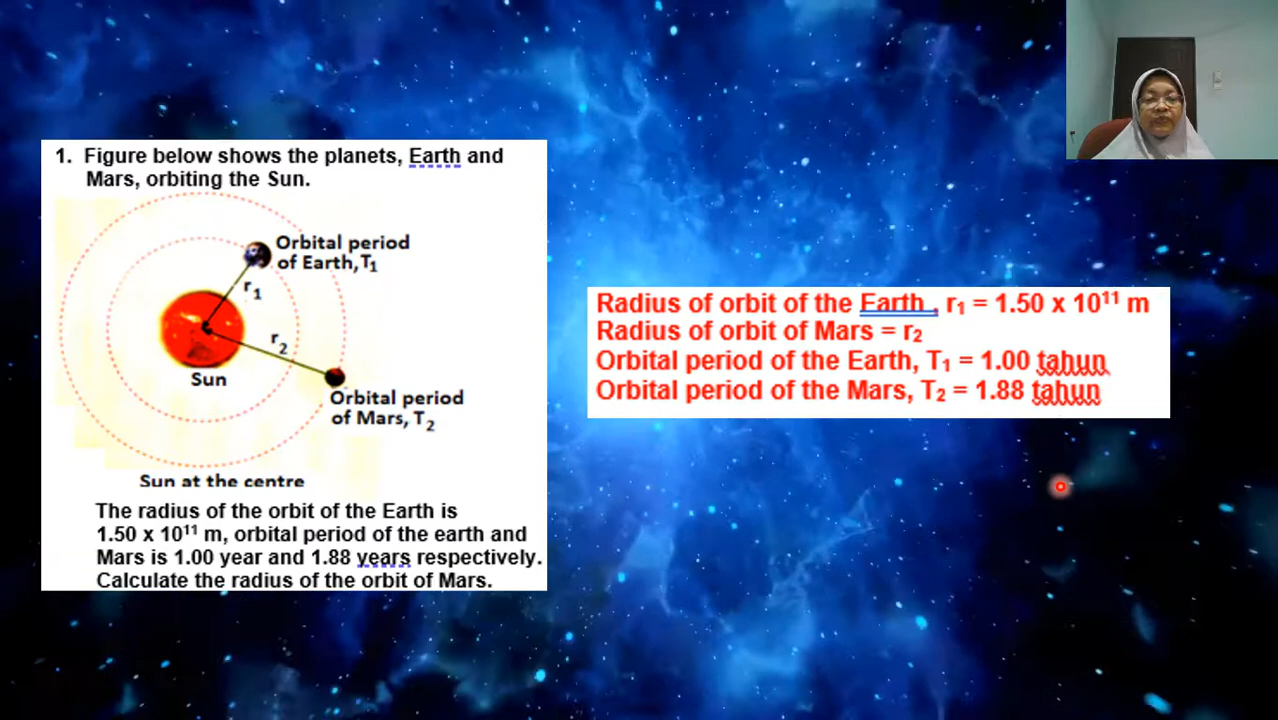 1. Figure below shows the planets, Earth and
Mars, orbiting the Sun.
Orbital period
of Earth, T₁
r₁
r₂
Sun
Orbital period
of Mars, T₂
Sun at the centre
The radius of the orbit of the Earth is
1.50 x 10¹¹ m, orbital period of the earth and
Mars is 1.00 year and 1.88 years respectively.
Calculate the radius of the orbit of Mars.
Radius of orbit of the Earth , r₁ = 1.50 x 10¹¹ m
Radius of orbit of Mars = r₂
Orbital period of the Earth, T₁ = 1.00 tahun
Orbital period of the Mars, T₂ = 1.88 tahun